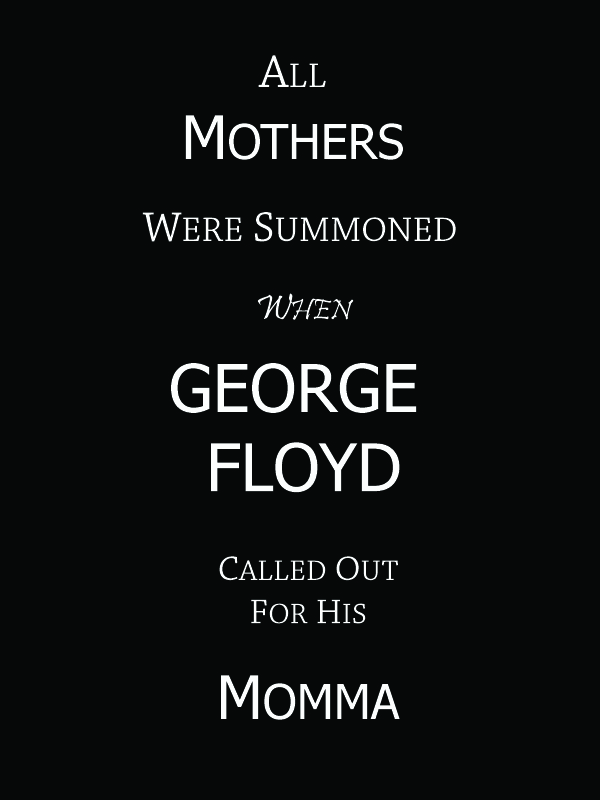 All
Mothers
Were Summoned
When
GEORGE
FLOYD
Called Out
For His
Momma